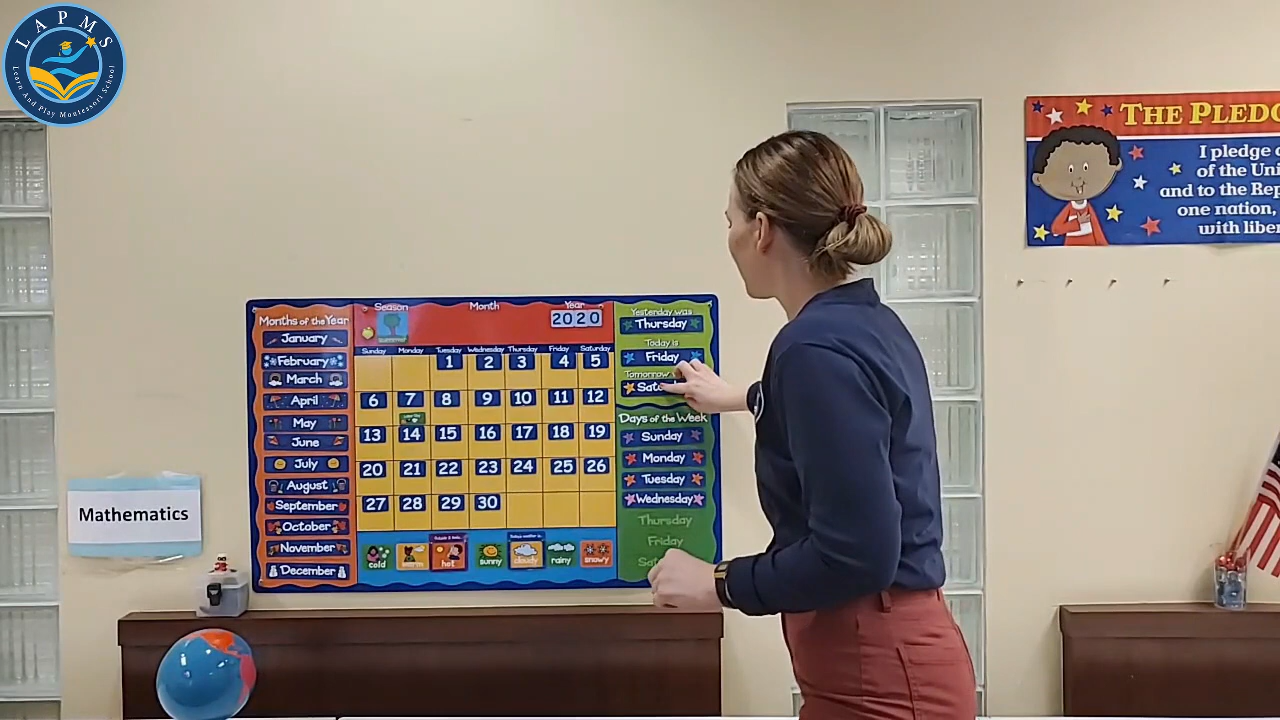 LAPMS
Learn And Play Montessori School
THE PLEDG
I pledge a
of the Uni
and to the Rep
one nation,
with liber
Mathematics
Months of the Year
January
February
March
April
May
June
July
August
September
October
November
December
Season
Month
Year
summer
2020
Sunday Monday Tuesday Wednesday Thursday Friday Saturday
1 2 3 4 5
6 7 8 9 10 11 12
13 14 15 16 17 18 19
20 21 22 23 24 25 26
27 28 29 30
cold
warm
hot
sunny
cloudy
rainy
snowy
Yesterday was
Thursday
Today is
Friday
Tomorrow
Satu
Days of the Week
Sunday
Monday
Tuesday
Wednesday
Thursday
Friday
Sat